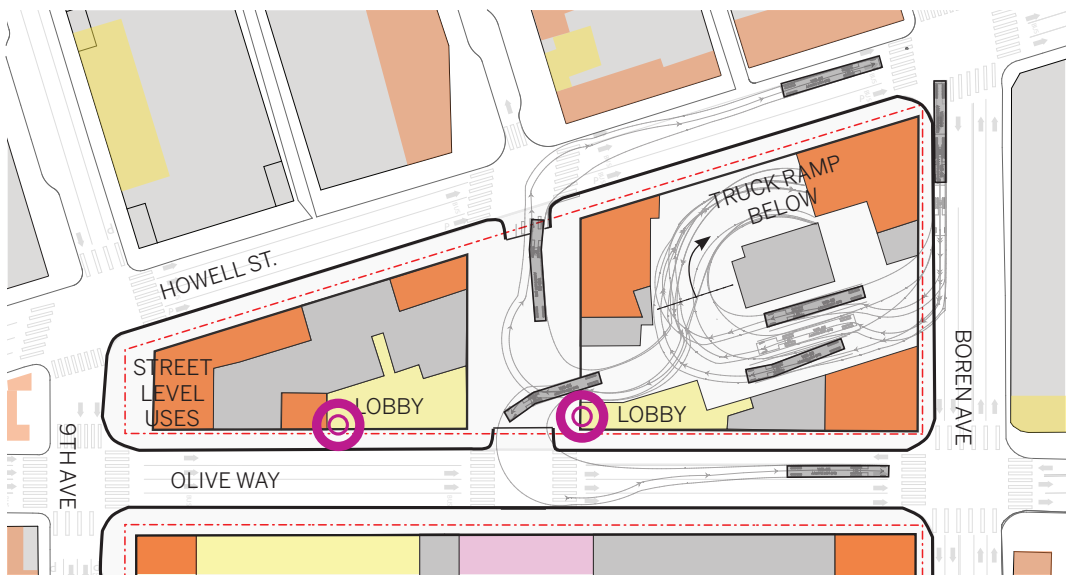 TRUCK RAMP
BELOW
HOWELL ST.
STREET
LEVEL
USES
LOBBY
LOBBY
BOREN AVE
9TH AVE
OLIVE WAY